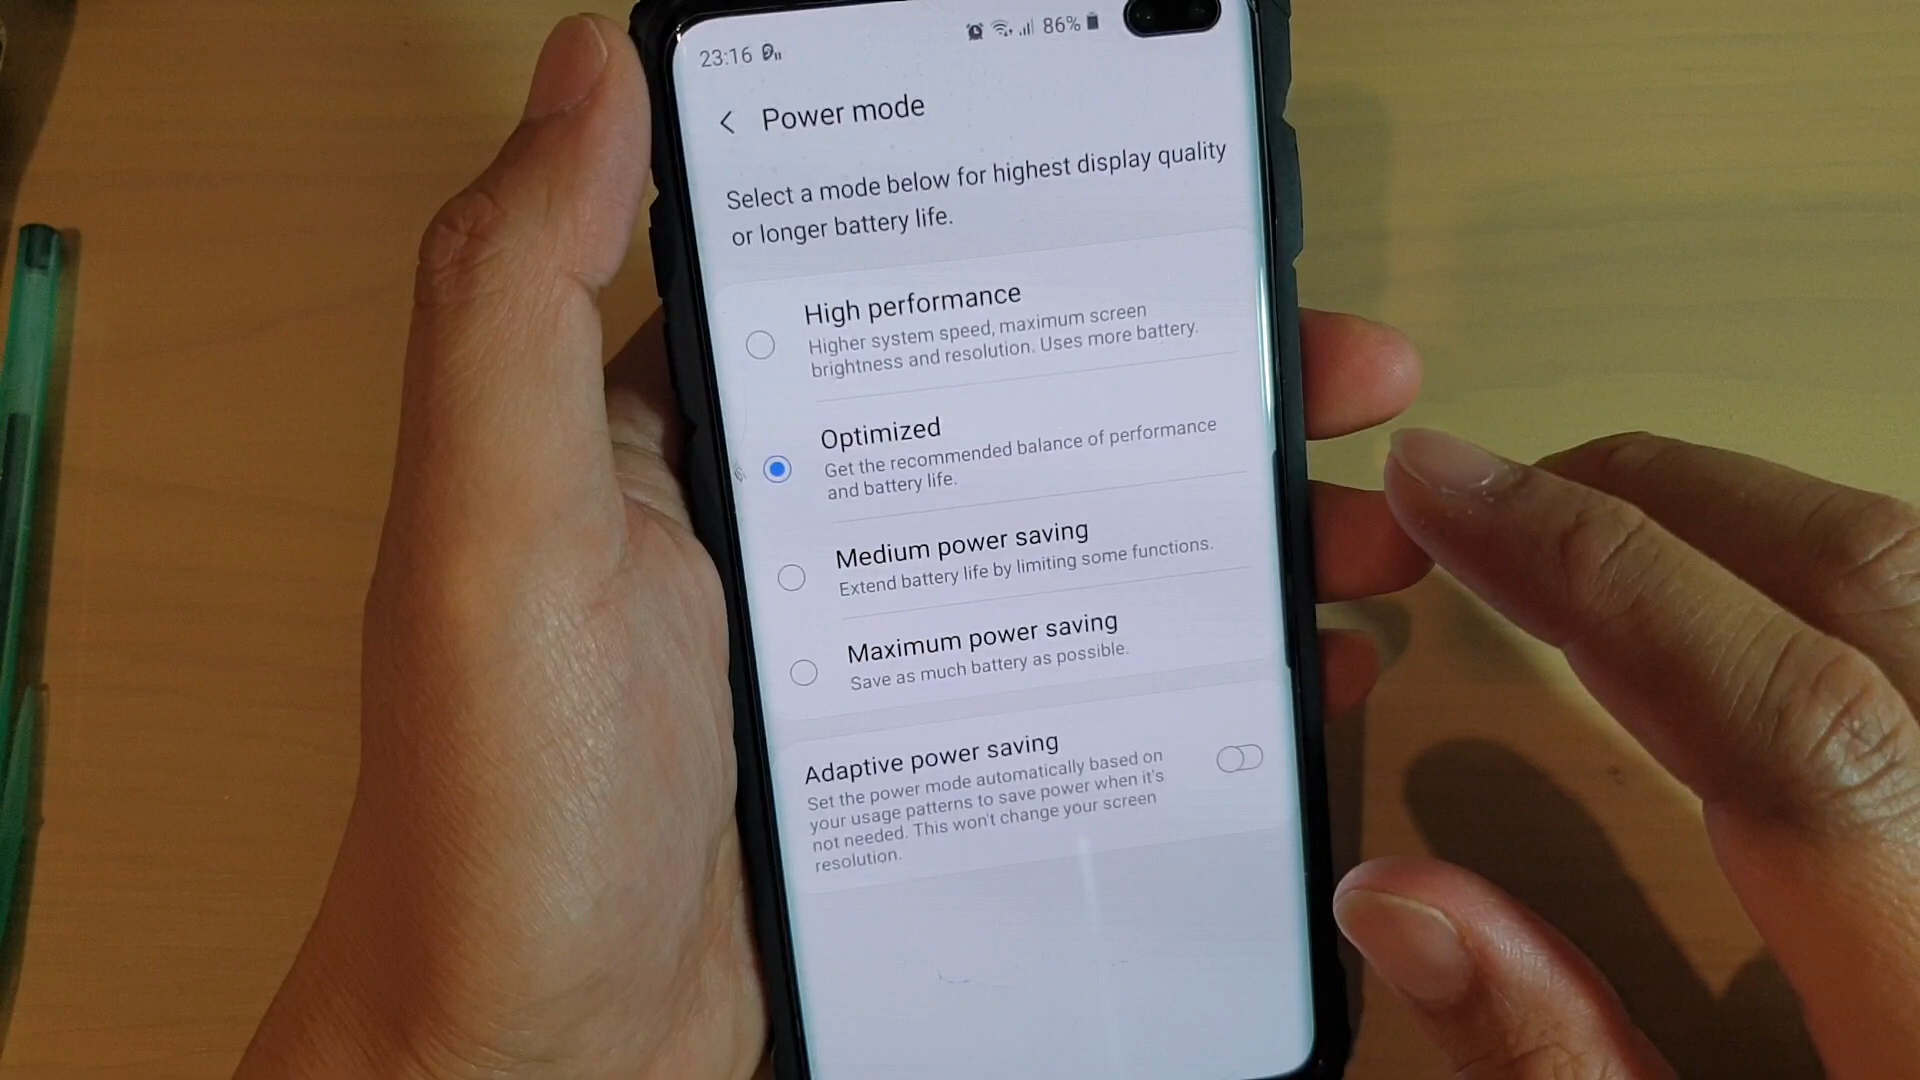 23:16
86%
Power mode
Select a mode below for highest display quality
or longer battery life.
High performance
Higher system speed, maximum screen
brightness and resolution. Uses more battery.
Optimized
Get the recommended balance of performance
and battery life.
Medium power saving
Extend battery life by limiting some functions.
Maximum power saving
Save as much battery as possible.
Adaptive power saving
Set the power mode automatically based on
your usage patterns to save power when it's
not needed. This won't change your screen
resolution.